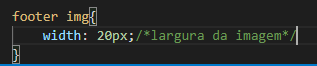 footer img{
    width: 20px;/*largura da imagem*/
}